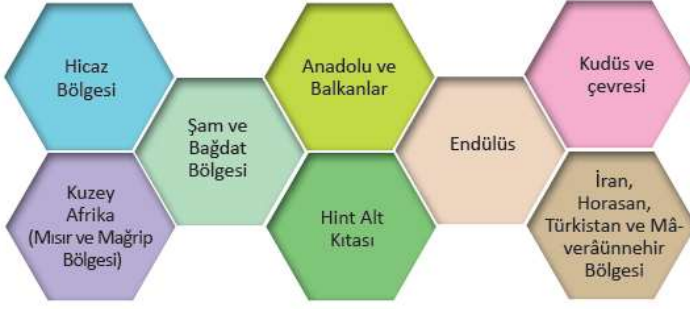 Hicaz
Bölgesi
Kuzey
Afrika
(Mısır ve Mağrip
Bölgesi)
Şam ve
Bağdat
Bölgesi
Anadolu ve
Balkanlar
Hint Alt
Kıtası
Endülüs
Kudüs ve
çevresi
İran,
Horasan,
Türkistan ve Mâ-
verâünnehir
Bölgesi